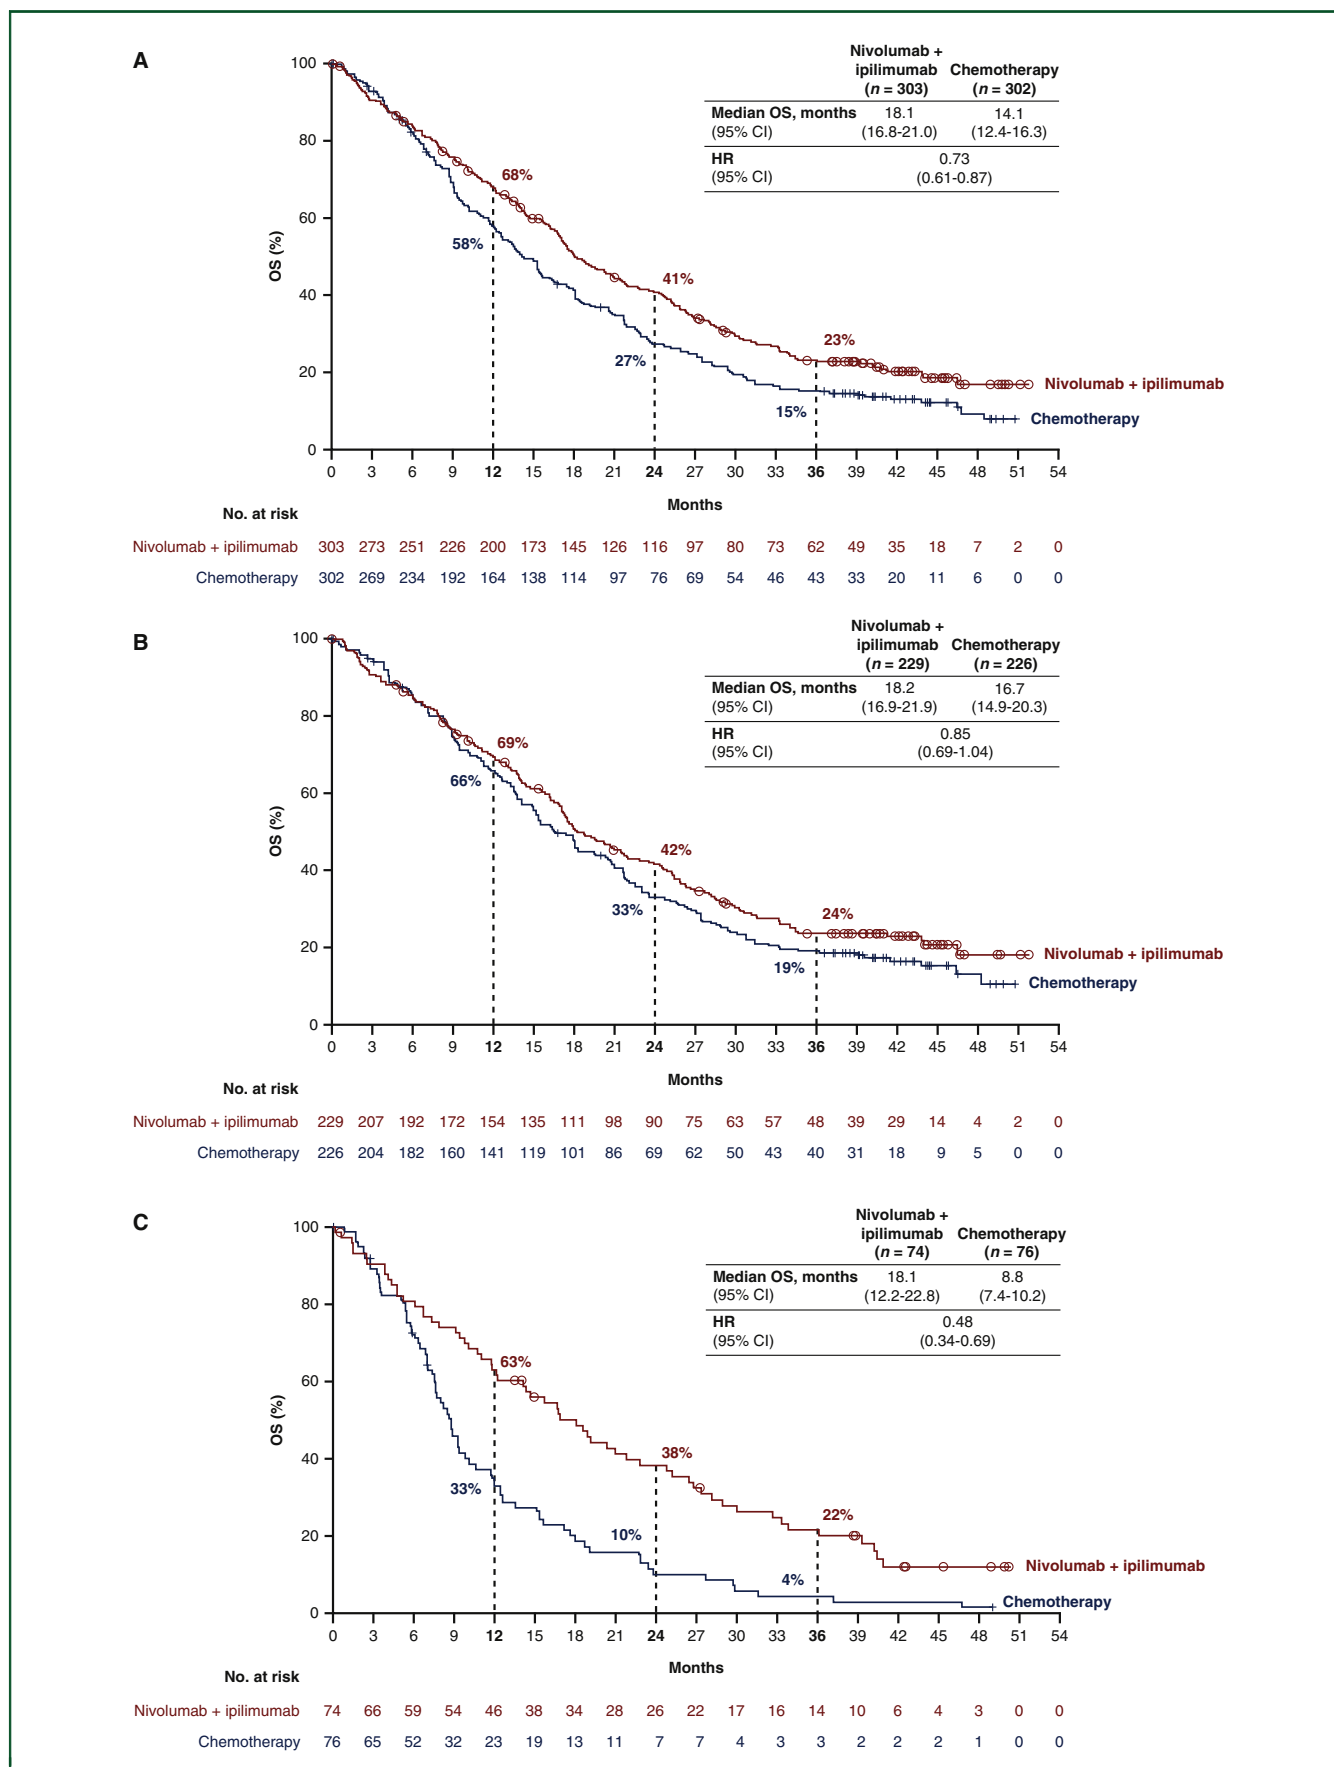 A
Nivolumab +
ipilimumab Chemotherapy
(n = 303) (n = 302)
Median OS, months 18.1 14.1
(95% CI) (16.8-21.0) (12.4-16.3)
HR 0.73
(95% CI) (0.61-0.87)
100
80
60
40
20
0
OS (%)
68%
58%
41%
27%
23%
15%
Nivolumab + ipilimumab
Chemotherapy
0 3 6 9 12 15 18 21 24 27 30 33 36 39 42 45 48 51 54
Months
No. at risk
Nivolumab + ipilimumab 303 273 251 226 200 173 145 126 116 97 80 73 62 49 35 18 7 2 0
Chemotherapy 302 269 234 192 164 138 114 97 76 69 54 46 43 33 20 11 6 0 0
B
Nivolumab +
ipilimumab Chemotherapy
(n = 229) (n = 226)
Median OS, months 18.2 16.7
(95% CI) (16.9-21.9) (14.9-20.3)
HR 0.85
(95% CI) (0.69-1.04)
100
80
60
40
20
0
OS (%)
69%
66%
42%
33%
24%
19%
Nivolumab + ipilimumab
Chemotherapy
0 3 6 9 12 15 18 21 24 27 30 33 36 39 42 45 48 51 54
Months
No. at risk
Nivolumab + ipilimumab 229 207 192 172 154 135 111 98 90 75 63 57 48 39 29 14 4 2 0
Chemotherapy 226 204 182 160 141 119 101 86 69 62 50 43 40 31 18 9 5 0 0
C
Nivolumab +
ipilimumab Chemotherapy
(n = 74) (n = 76)
Median OS, months 18.1 8.8
(95% CI) (12.2-22.8) (7.4-10.2)
HR 0.48
(95% CI) (0.34-0.69)
100
80
60
40
20
0
OS (%)
63%
33%
38%
10%
22%
4%
Nivolumab + ipilimumab
Chemotherapy
0 3 6 9 12 15 18 21 24 27 30 33 36 39 42 45 48 51 54
Months
No. at risk
Nivolumab + ipilimumab 74 66 59 54 46 38 34 28 26 22 17 16 14 10 6 4 3 0 0
Chemotherapy 76 65 52 32 23 19 13 11 7 7 4 3 3 2 2 2 1 0 0